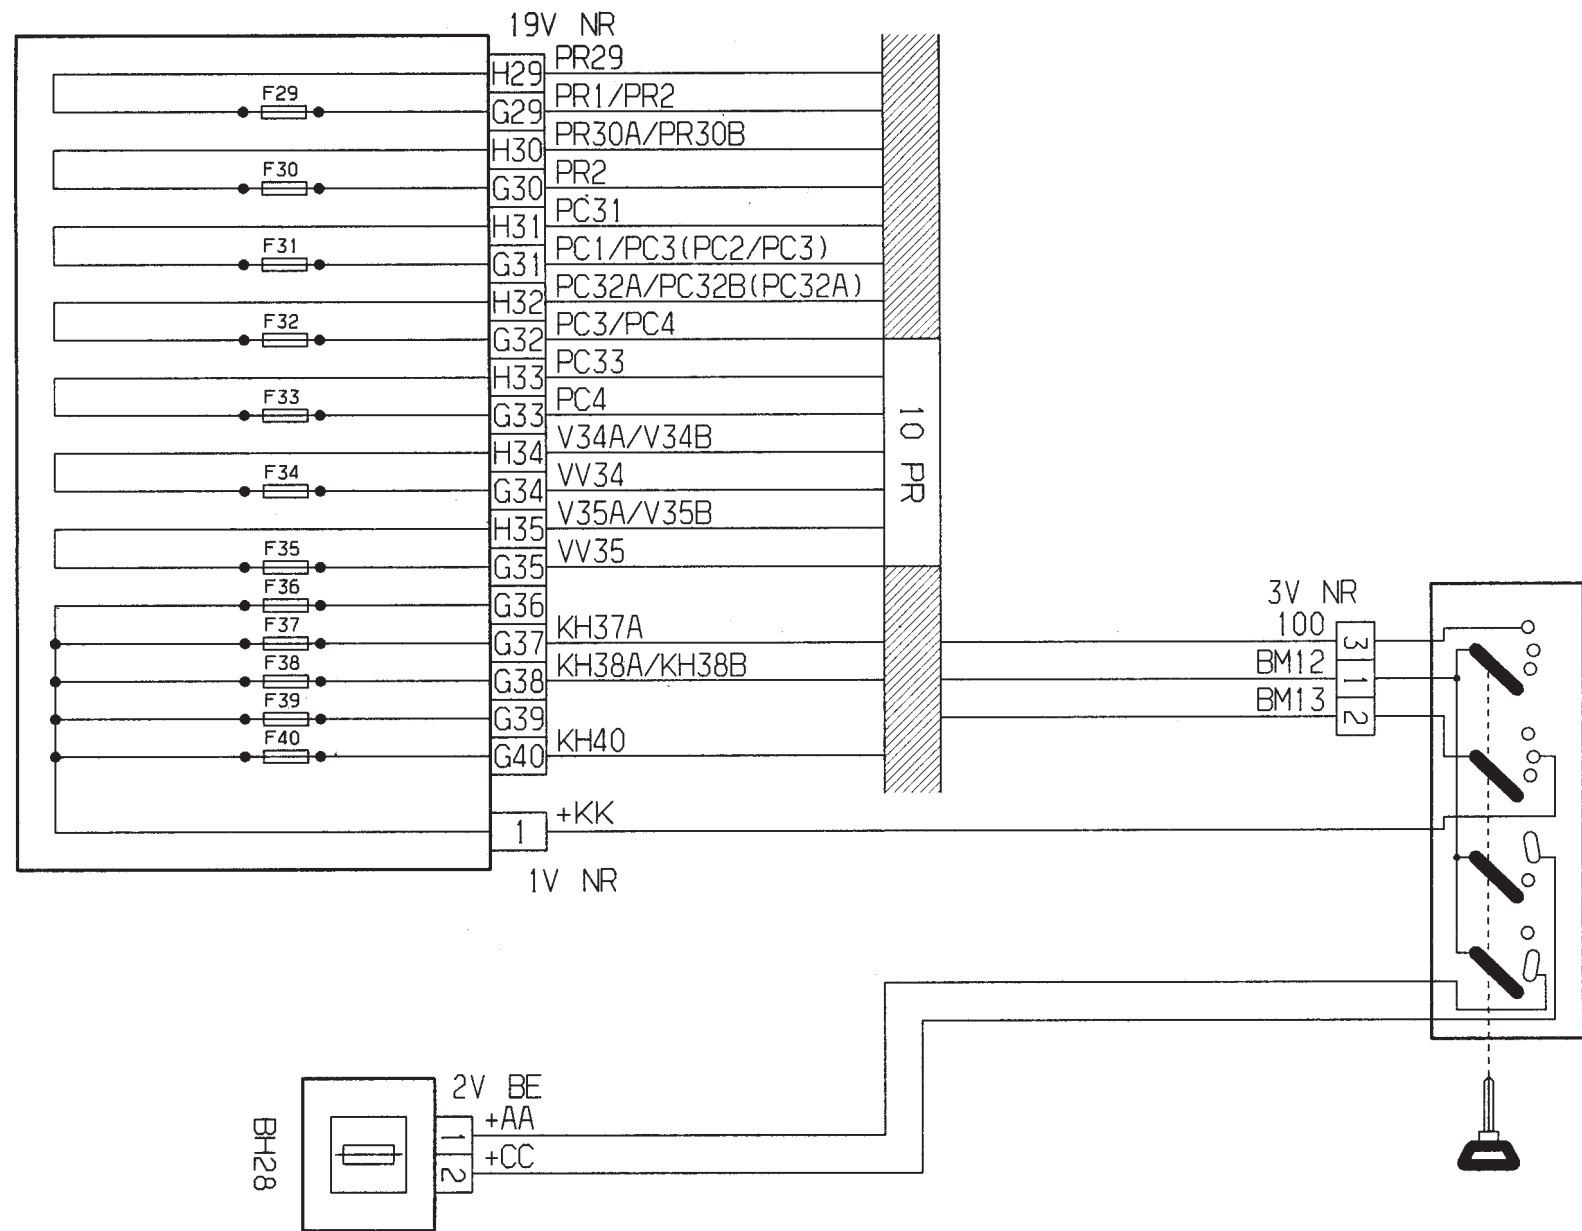 19V NR
H29 PR29
F29 G29 PR1/PR2
H30 PR30A/PR30B
F30 G30 PR2
H31 PC31
F31 G31 PC1/PC3(PC2/PC3)
H32 PC32A/PC32B(PC32A)
F32 G32 PC3/PC4
H33 PC33
F33 G33 PC4
H34 V34A/V34B
F34 G34 VV34
H35 V35A/V35B
F35 G35 VV35
F36 G36
F37 G37 KH37A
F38 G38 KH38A/KH38B
F39 G39
F40 G40 KH40
1 +KK
1V NR
10 PR
3V NR
100 3
BM12 1
BM13 2
2V BE
1 +AA
2 +CC
BH28